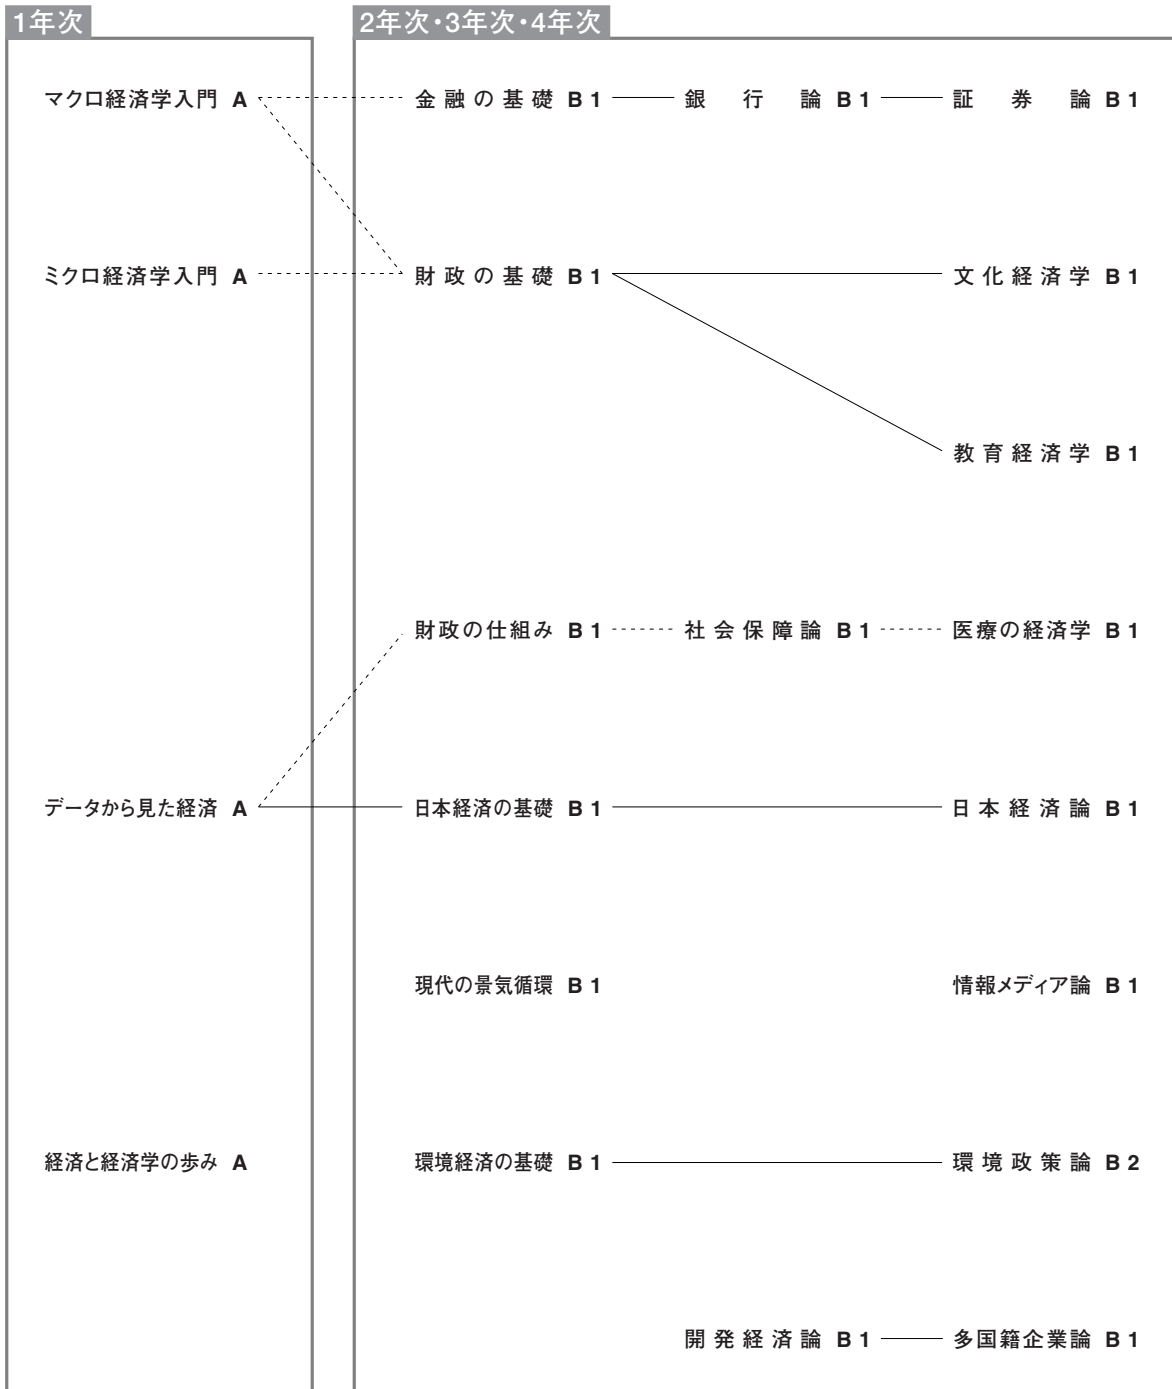 1年次 2年次・3年次・4年次
マクロ経済学入門 A 金融の基礎 B1 銀行論 B1 証券論 B1
ミクロ経済学入門 A 財政の基礎 B1 文化経済学 B1
教育経済学 B1
財政の仕組み B1 社会保障論 B1 医療の経済学 B1
データから見た経済 A 日本経済の基礎 B1 日本経済論 B1
現代の景気循環 B1 情報メディア論 B1
経済と経済学の歩み A 環境経済の基礎 B1 環境政策論 B2
開発経済論 B1 多国籍企業論 B1